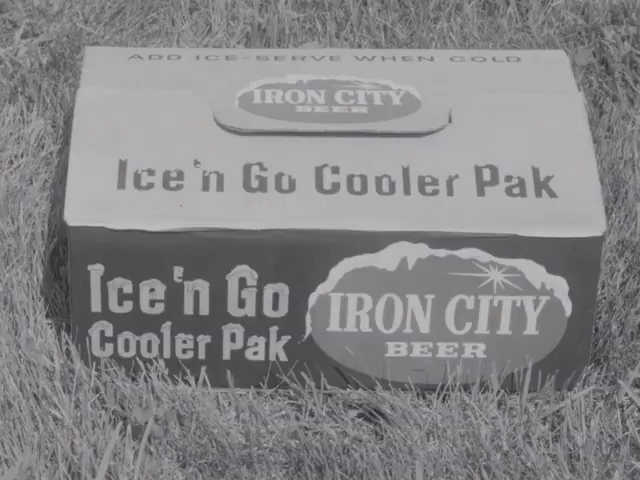 ADD ICE-SERVE WHEN COLD
IRON CITY
BEER
Ice'n Go Cooler Pak
Ice'n Go
Cooler Pak
IRON CITY
BEER